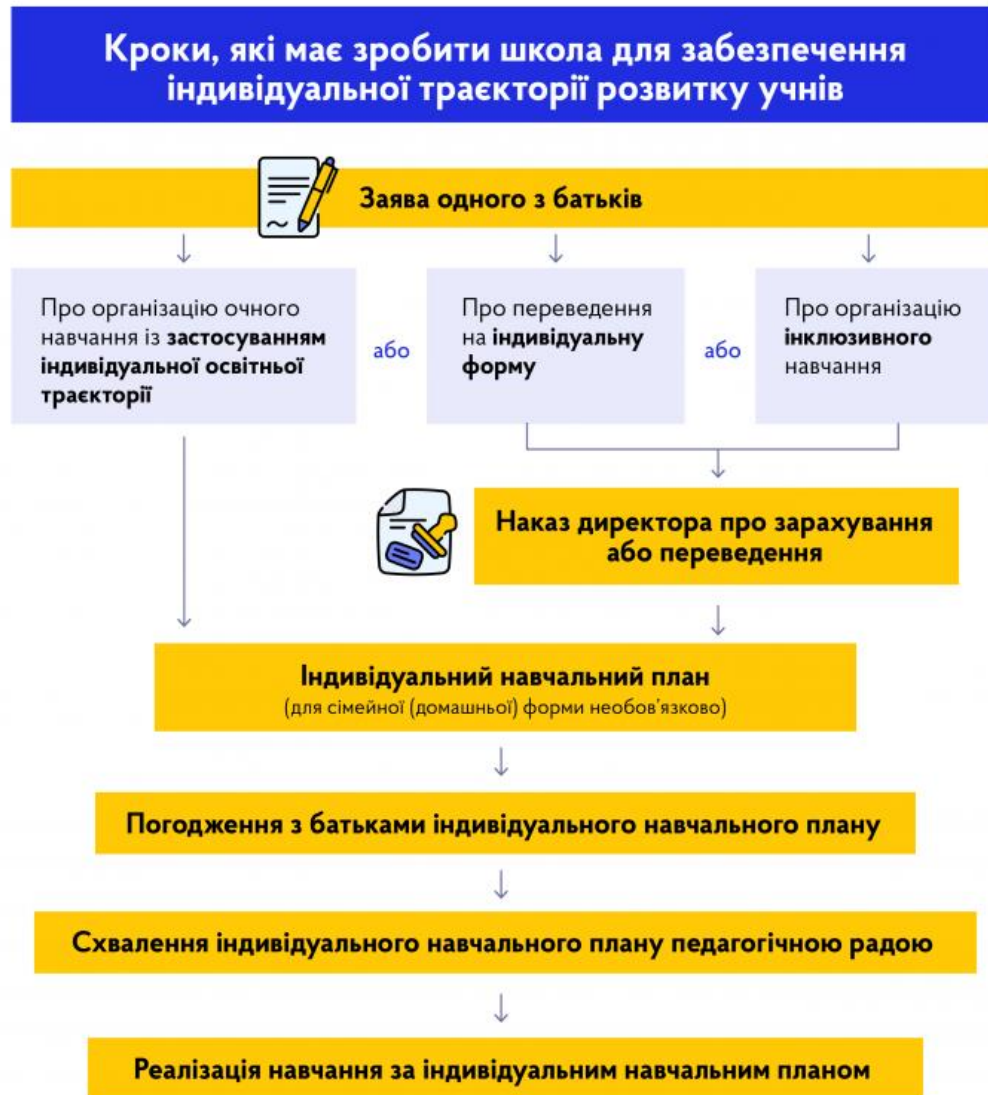 Кроки, які має зробити школа для забезпечення
індивідуальної траєкторії розвитку учнів
Заява одного з батьків
Про організацію очного
навчання із застосуванням
індивідуальної освітньої
траєкторії
або
Про переведення
на індивідуальну
форму
або
Про організацію
інклюзивного
навчання
Наказ директора про зарахування
або переведення
Індивідуальний навчальний план
(для сімейної (домашньої) форми необов'язково)
Погодження з батьками індивідуального навчального плану
Схвалення індивідуального навчального плану педагогічною радою
Реалізація навчання за індивідуальним навчальним планом